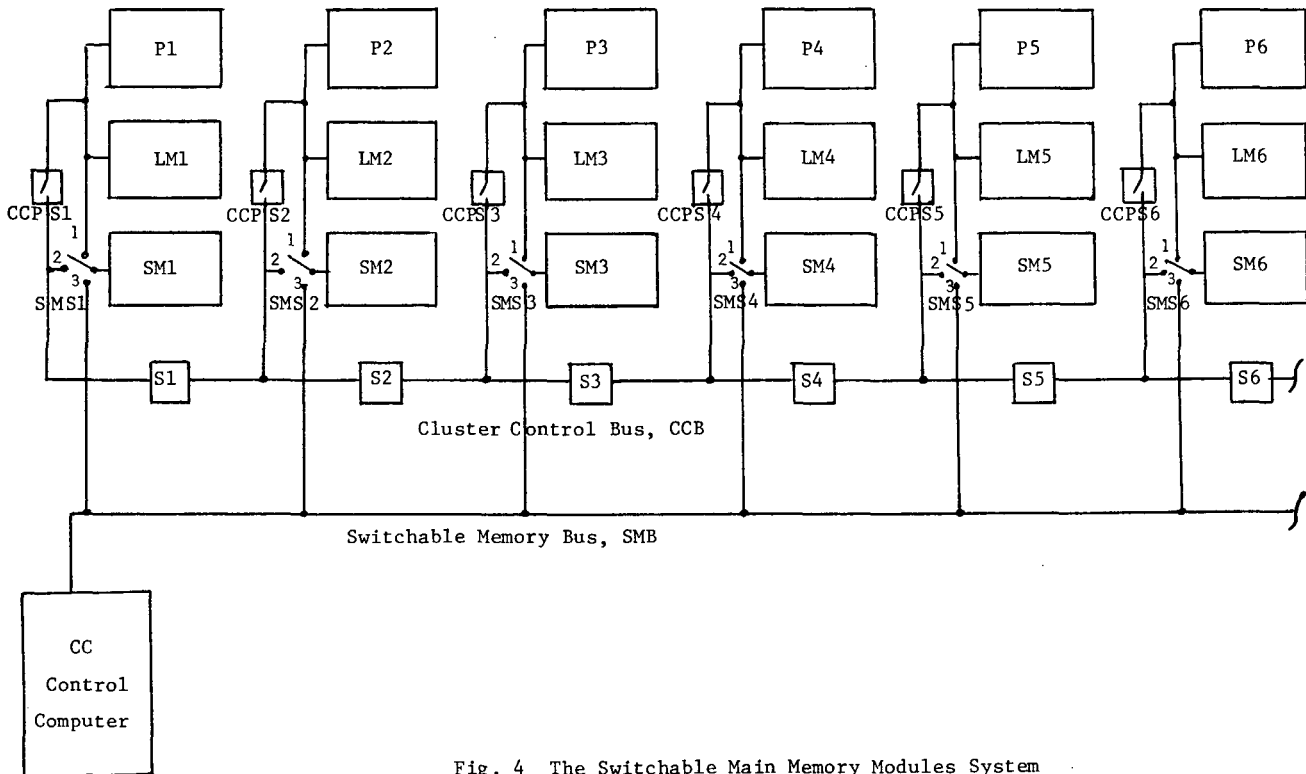 P1 P2 P3 P4 P5 P6
LM1 LM2 LM3 LM4 LM5 LM6
CCPS1 CCPS2 CCPS3 CCPS4 CCPS5 CCPS6
1 1 1 1 1 1
2 2 2 2 2 2
SM1 SM2 SM3 SM4 SM5 SM6
3 3 3 3 3 3
SMS1 SMS2 SMS3 SMS4 SMS5 SMS6
S1 S2 S3 S4 S5 S6
Cluster Control Bus, CCB
Switchable Memory Bus, SMB
CC
Control
Computer
Fig. 4 The Switchable Main Memory Modules System